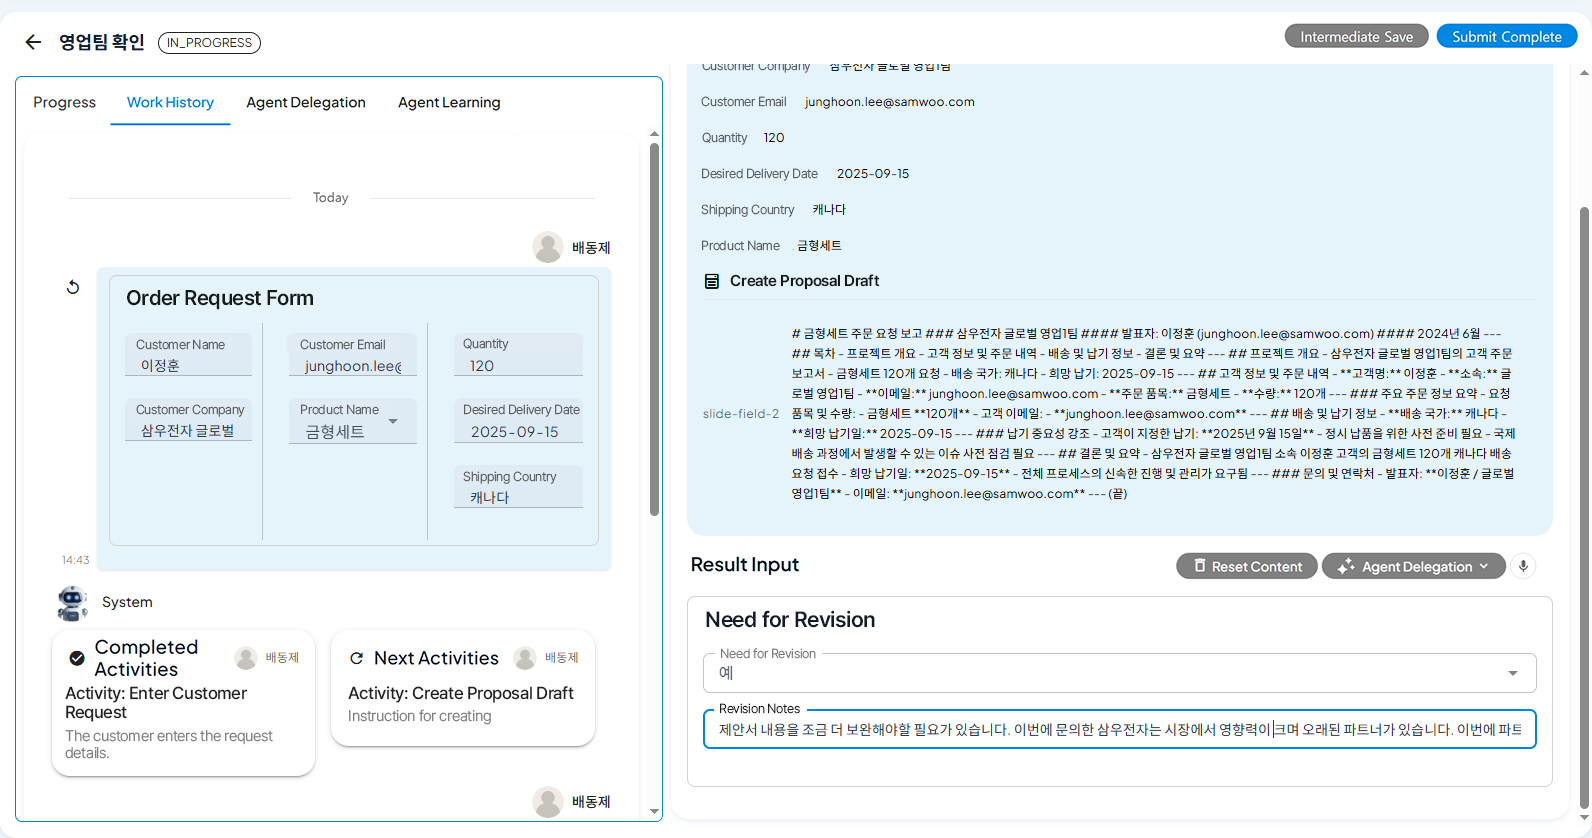 영업팀 확인 IN_PROGRESS
Intermediate Save Submit Complete
Progress Work History Agent Delegation Agent Learning
Today
배동제
Order Request Form
Customer Name
이정훈
Customer Email
junghoon.lee@
Quantity
120
Customer Company
삼우전자 글로벌
Product Name
금형세트
Desired Delivery Date
2025-09-15
Shipping Country
캐나다
14:43
System
Completed Activities
배동제
Activity: Enter Customer
Request
The customer enters the request
details.
Next Activities
배동제
Activity: Create Proposal Draft
Instruction for creating
배동제
Customer Company 삼우전자 글로벌 영업1팀
Customer Email junghoon.lee@samwoo.com
Quantity 120
Desired Delivery Date 2025-09-15
Shipping Country 캐나다
Product Name 금형세트
Create Proposal Draft
slide-field-2
# 금형세트 주문 요청 보고 ### 삼우전자 글로벌 영업1팀 #### 발표자: 이정훈 (junghoon.lee@samwoo.com) #### 2024년 6월 ---
## 목차 - 프로젝트 개요 - 고객 정보 및 주문 내역 - 배송 및 납기 정보 - 결론 및 요약 --- ## 프로젝트 개요 - 삼우전자 글로벌 영업1팀의 고객 주문
보고서 - 금형세트 120개 요청 - 배송 국가: 캐나다 - 희망 납기: 2025-09-15 --- ## 고객 정보 및 주문 내역 - **고객명:** 이정훈 - **소속:** 글
로벌 영업1팀 - **이메일:** junghoon.lee@samwoo.com - **주문 품목:** 금형세트 - **수량:** 120개 --- ### 주요 주문 정보 요약 - 요청
품목 및 수량: - 금형세트 **120개** - 고객 이메일: - **junghoon.lee@samwoo.com** --- ## 배송 및 납기 정보 - **배송 국가:** 캐나다 -
**희망 납기일:** 2025-09-15 --- ### 납기 중요성 강조 - 고객이 지정한 납기: **2025년 9월 15일** - 정시 납품을 위한 사전 준비 필요 - 국제
배송 과정에서 발생할 수 있는 이슈 사전 점검 필요 --- ## 결론 및 요약 - 삼우전자 글로벌 영업1팀 소속 이정훈 고객의 금형세트 120개 캐나다 배송
요청 접수 - 희망 납기일: **2025-09-15** - 전체 프로세스의 신속한 진행 및 관리가 요구됨 --- ### 문의 및 연락처 - 발표자: **이정훈 / 글로벌
영업1팀** - 이메일: **junghoon.lee@samwoo.com** --- (끝)
Result Input
Reset Content Agent Delegation
Need for Revision
Need for Revision
예
Revision Notes
제안서 내용을 조금 더 보완해야할 필요가 있습니다. 이번에 문의한 삼우전자는 시장에서 영향력이크며 오래된 파트너가 있습니다. 이번에 파트